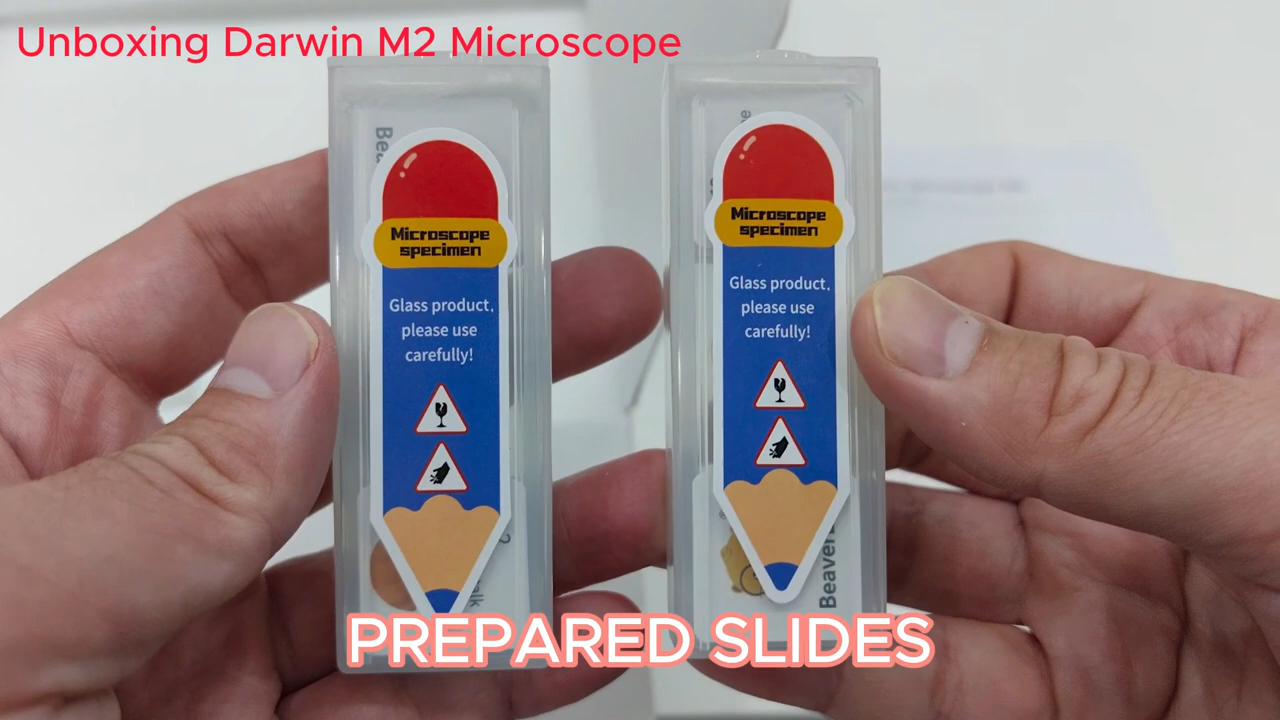 Unboxing Darwin M2 Microscope
Microscope
specimen
Glass product,
please use
carefully!
Microscope
specimen
Glass product,
please use
carefully!
Beaver
PREPARED SLIDES